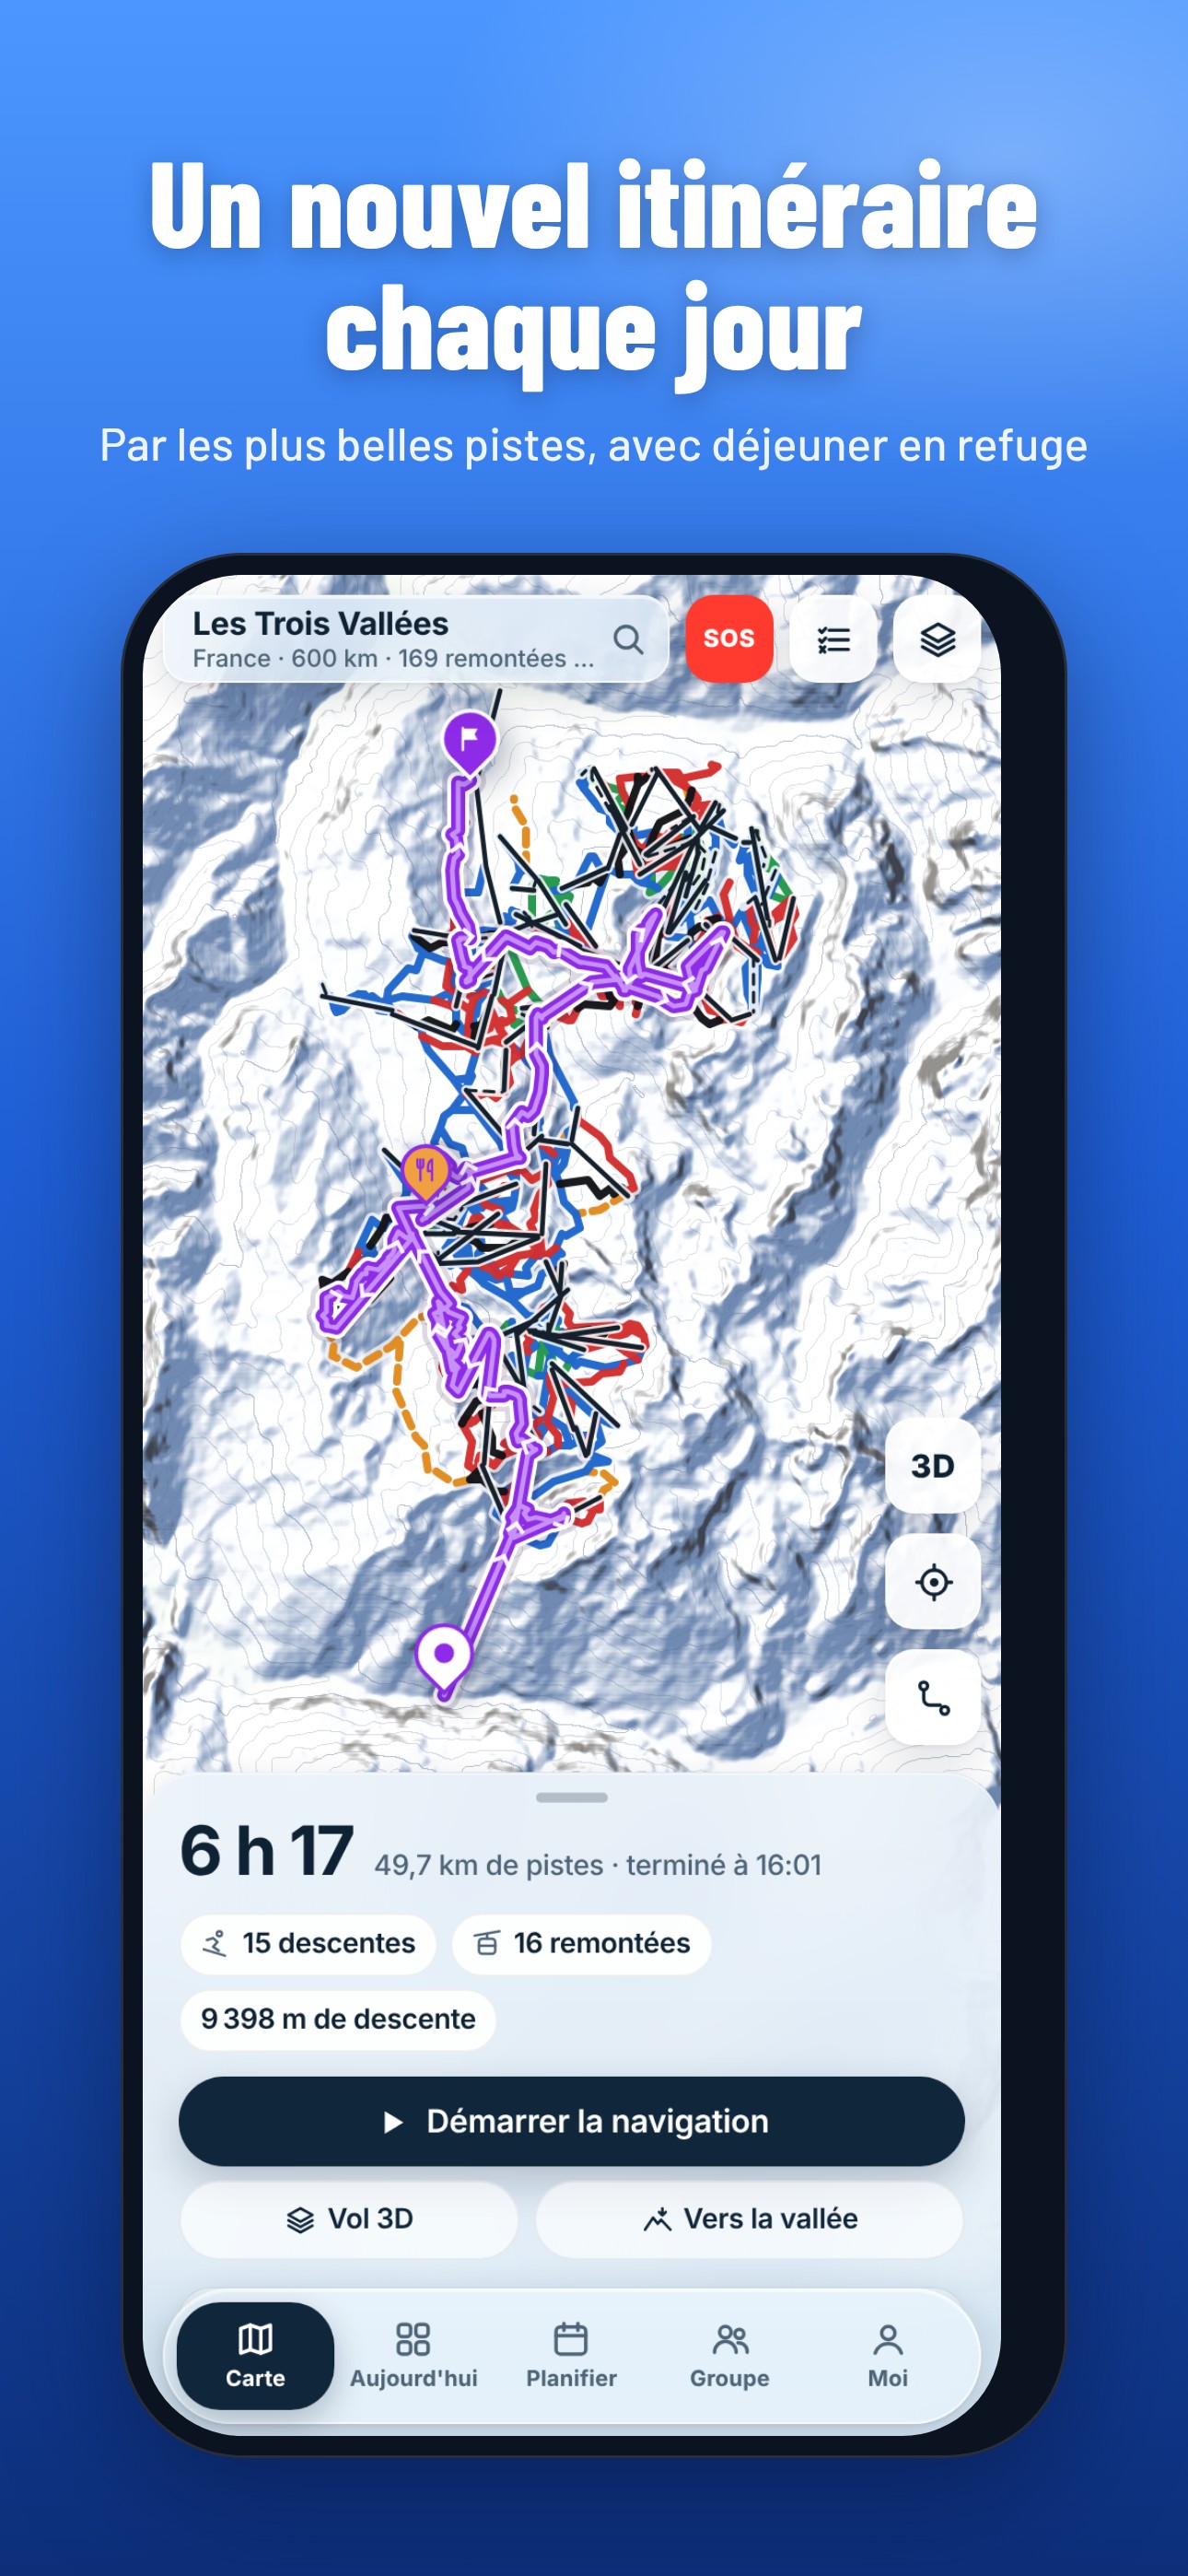 Un nouvel itinéraire
chaque jour
Par les plus belles pistes, avec déjeuner en refuge
Les Trois Vallées
France · 600 km · 169 remontées ...
SOS
3D
6 h 17
49,7 km de pistes · terminé à 16:01
15 descentes
16 remontées
9 398 m de descente
Démarrer la navigation
Vol 3D
Vers la vallée
Carte
Aujourd'hui
Planifier
Groupe
Moi